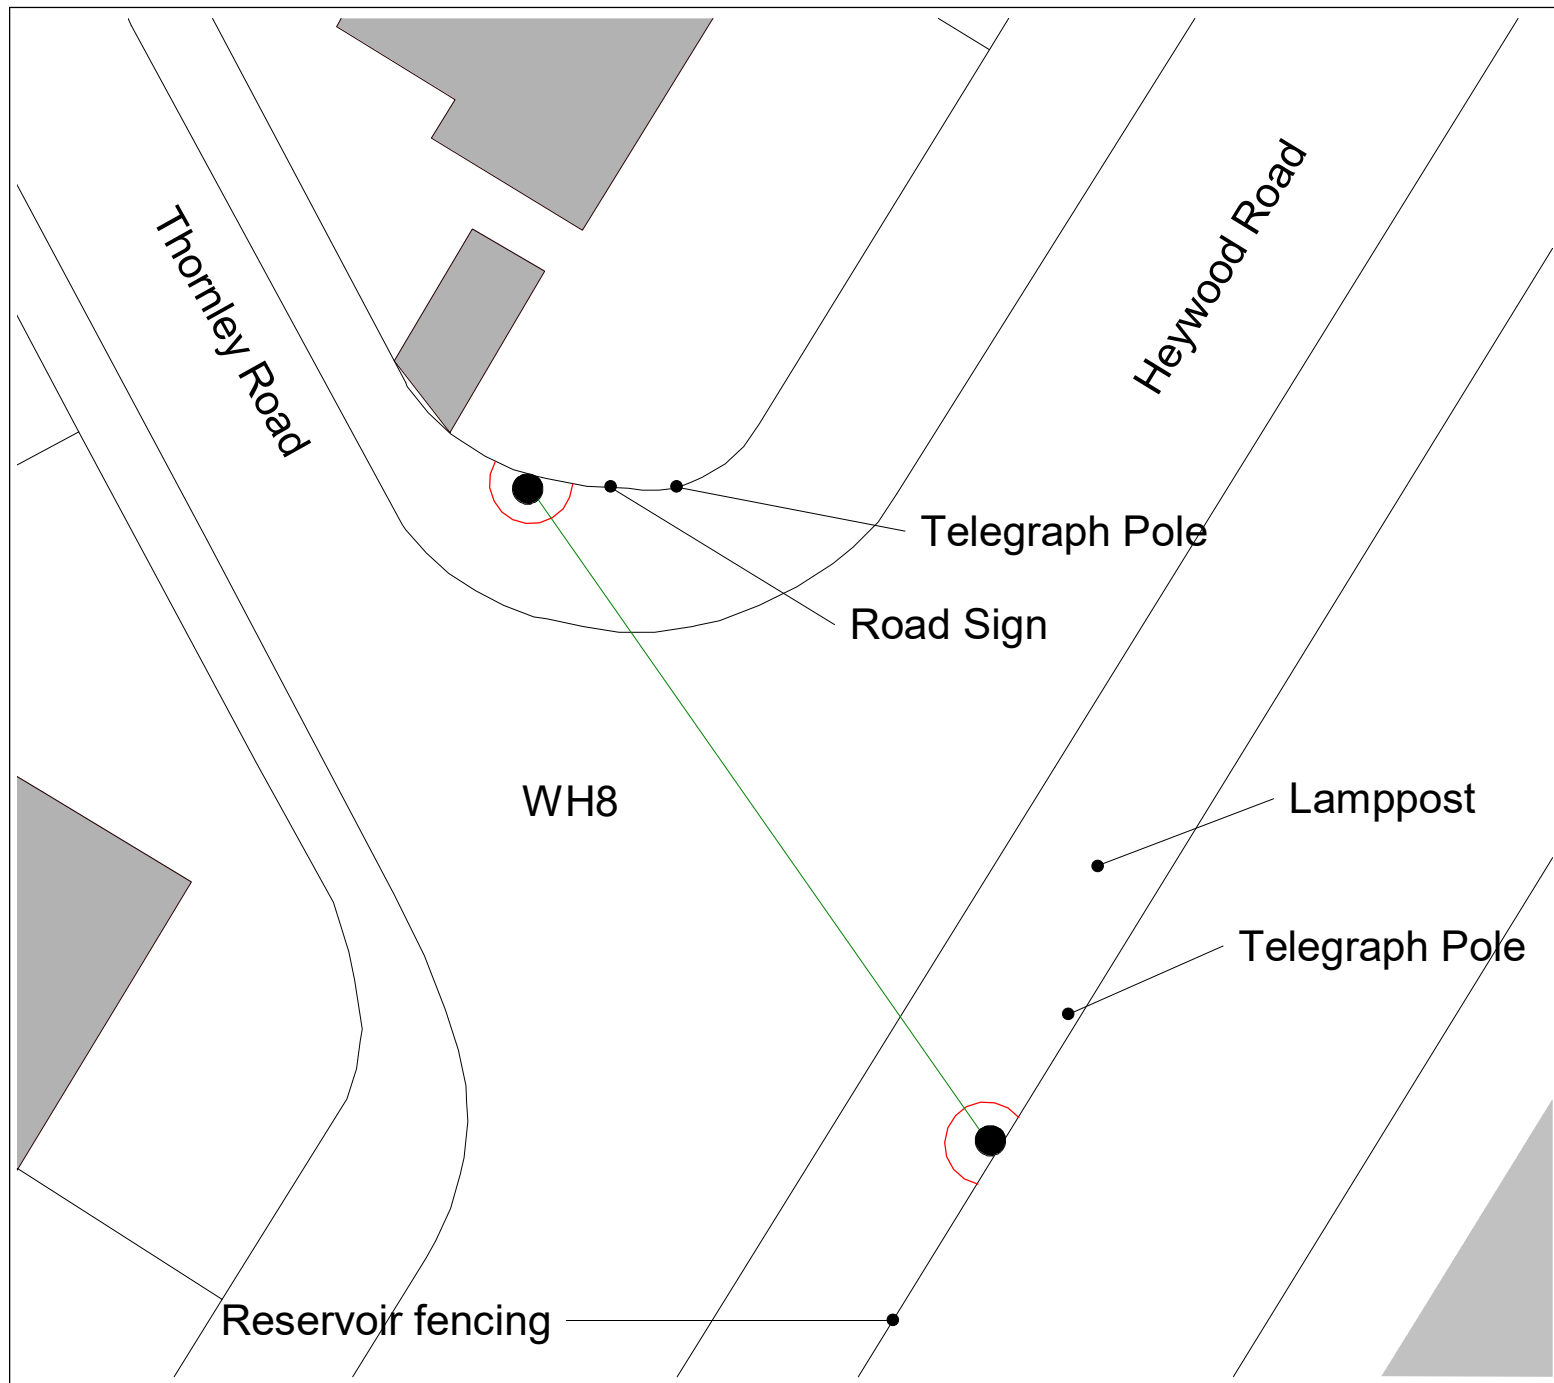 Heywood Road
Thornley Road
Telegraph Pole
Road Sign
WH8
Lamppost
Telegraph Pole
Reservoir fencing